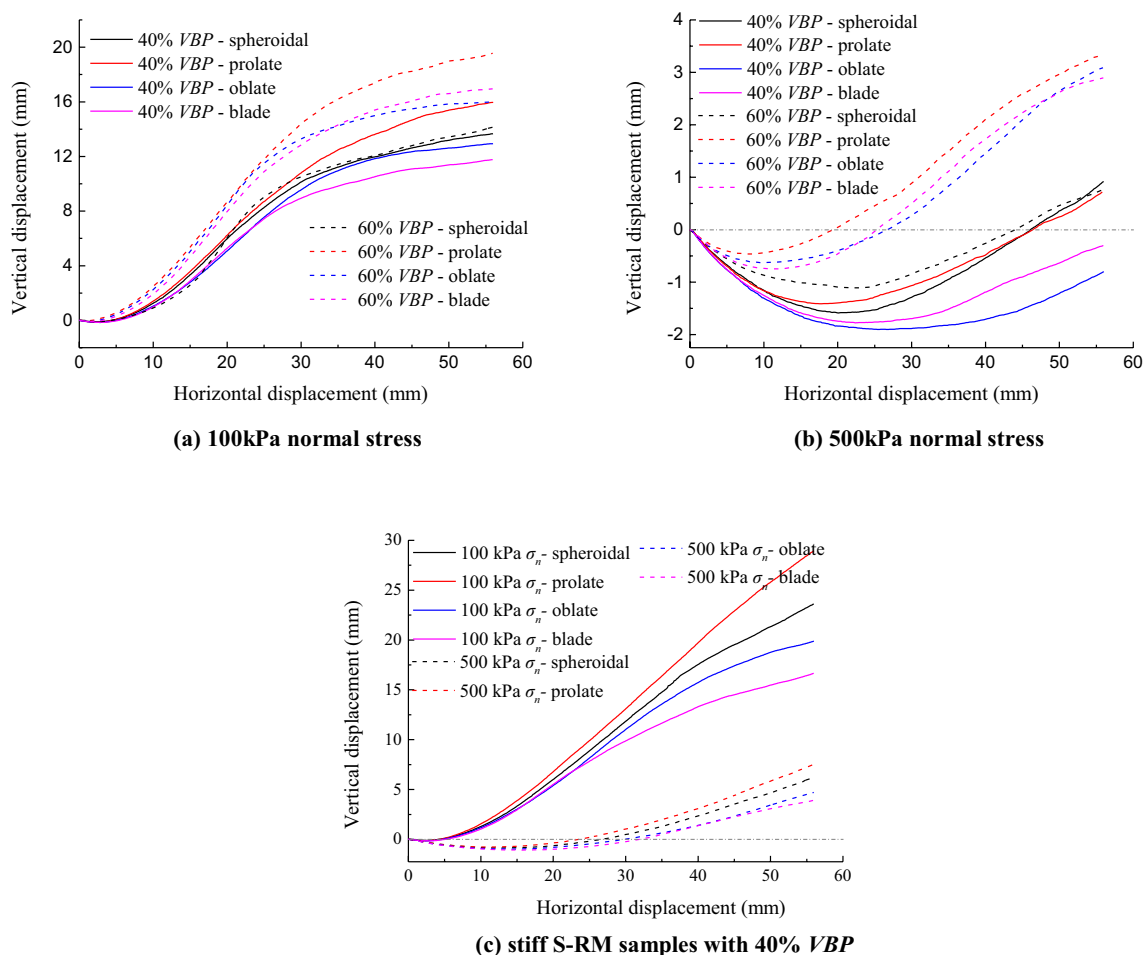 20
16
12
8
4
0
Vertical displacement (mm)
40% VBP - spheroidal
40% VBP - prolate
40% VBP - oblate
40% VBP - blade
60% VBP - spheroidal
60% VBP - prolate
60% VBP - oblate
60% VBP - blade
0 10 20 30 40 50 60
Horizontal displacement (mm)
(a) 100kPa normal stress
4
3
2
1
0
-1
-2
Vertical displacement (mm)
40% VBP - spheroidal
40% VBP - prolate
40% VBP - oblate
40% VBP - blade
60% VBP - spheroidal
60% VBP - prolate
60% VBP - oblate
60% VBP - blade
0 10 20 30 40 50 60
Horizontal displacement (mm)
(b) 500kPa normal stress
30
25
20
15
10
5
0
Vertical displacement (mm)
100 kPa σn- spheroidal
100 kPa σn- prolate
100 kPa σn- oblate
100 kPa σn- blade
500 kPa σn- spheroidal
500 kPa σn- prolate
500 kPa σn- oblate
500 kPa σn- blade
0 10 20 30 40 50 60
Horizontal displacement (mm)
(c) stiff S-RM samples with 40% VBP